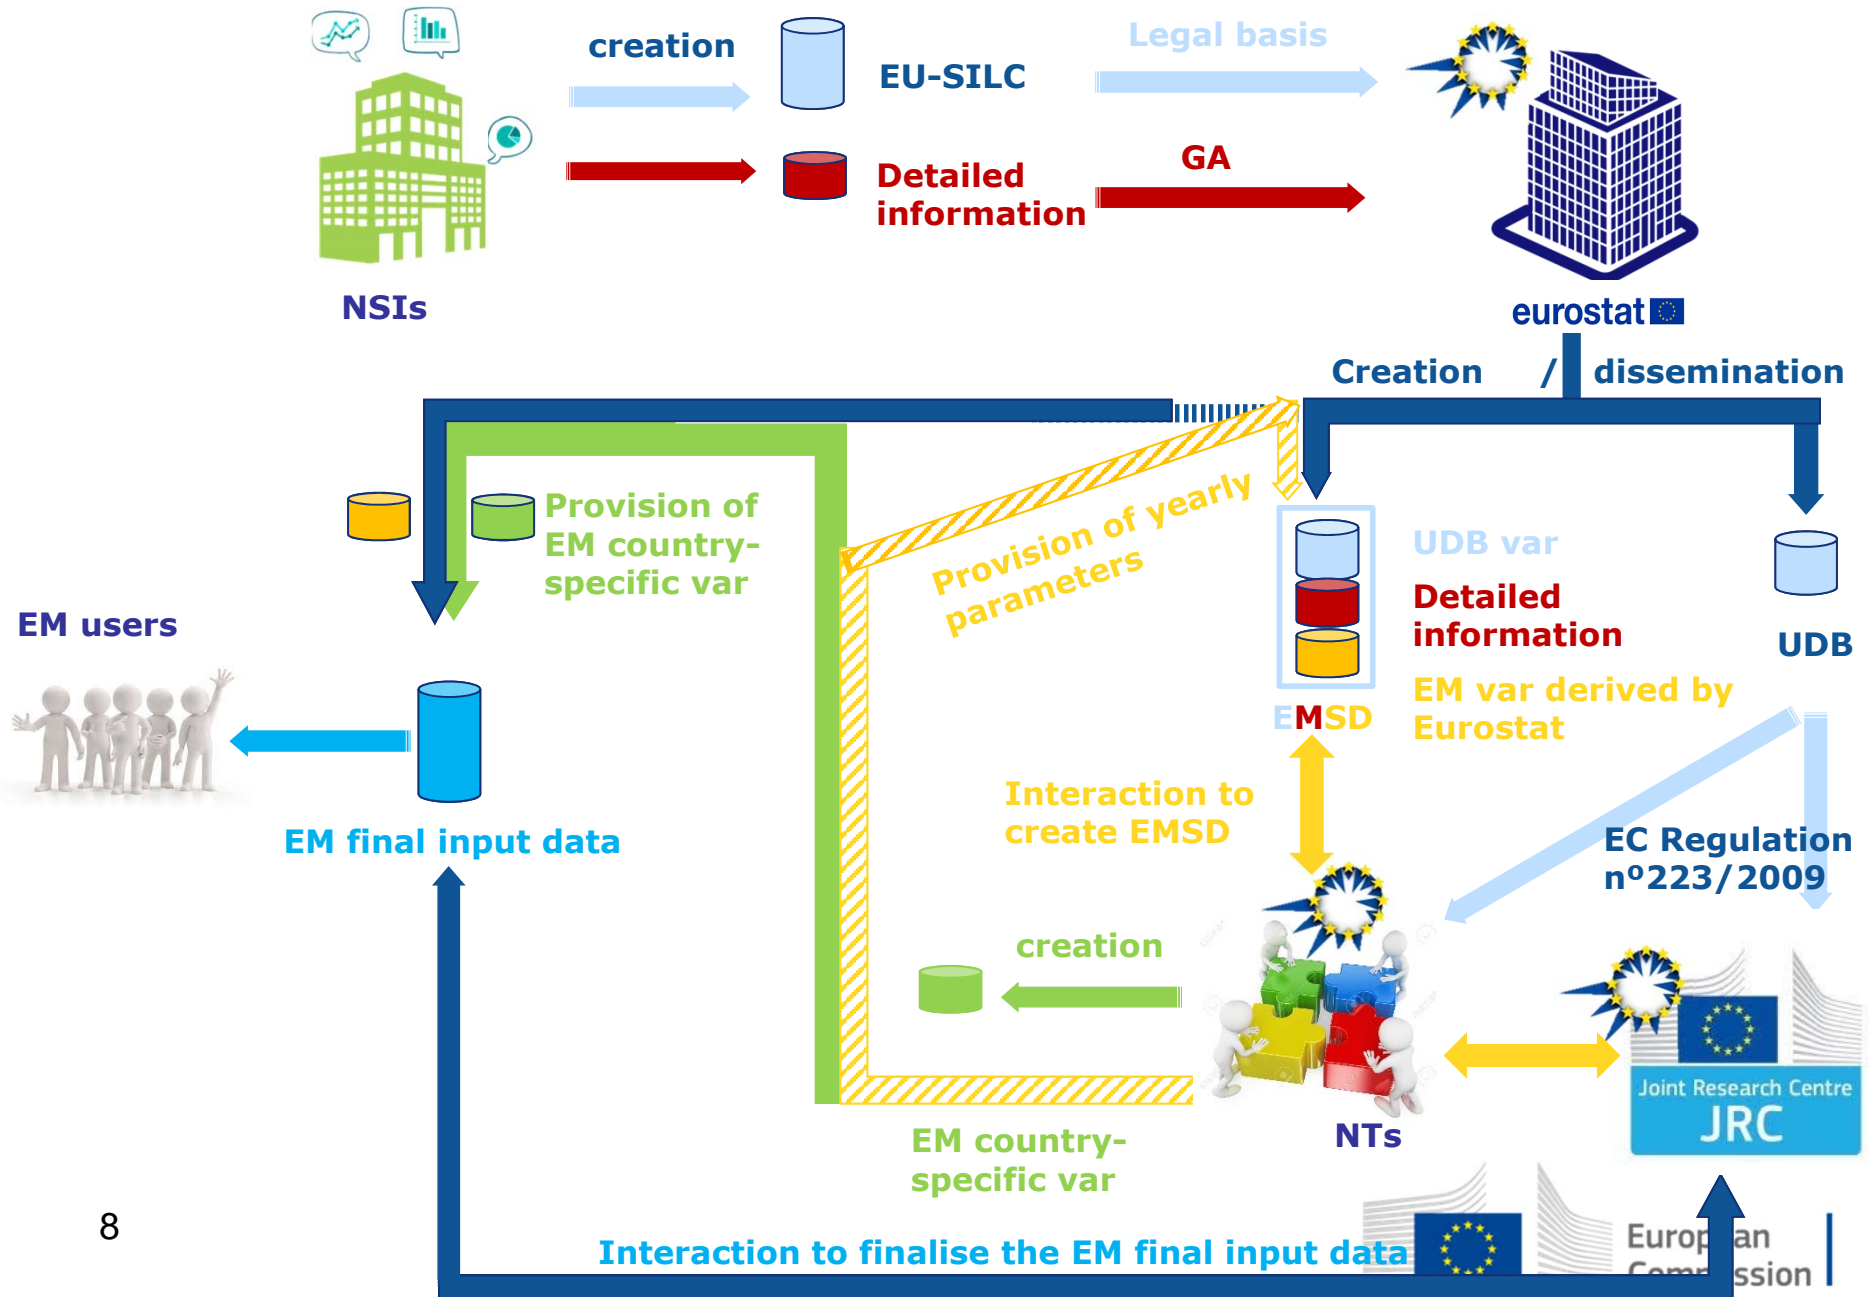 creation
Legal basis
EU-SILC
GA
Detailed
information
NSIs
eurostat
Creation / dissemination
Provision of
EM country-
specific var
Provision of yearly
parameters
UDB var
Detailed
information
EM var derived by
Eurostat
UDB
EM users
EMSD
Interaction to
create EMSD
EM final input data
EC Regulation
nº223/2009
creation
Joint Research Centre
JRC
NTs
EM country-
specific var
8
Interaction to finalise the EM final input data